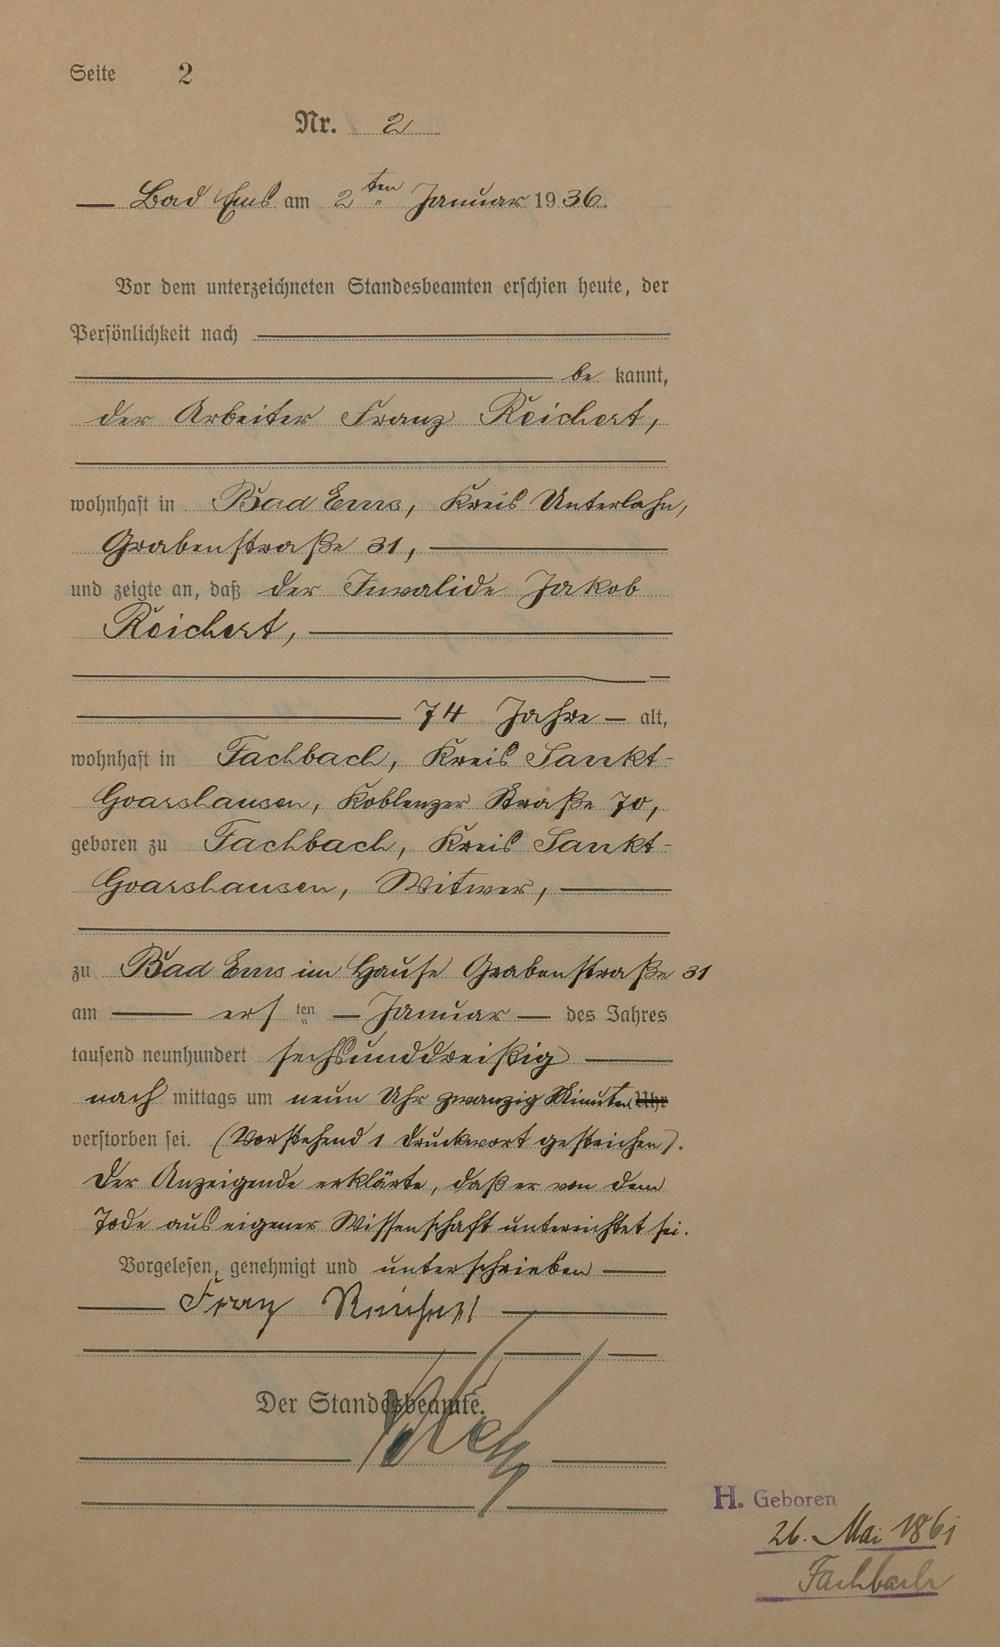 Seite 2
Nr. 2
Bad Ems am 2ten Januar 1936.
Vor dem unterzeichneten Standesbeamten erschien heute, der
Persönlichkeit nach
be kannt,
der Arbeiter Franz Reichert,
wohnhaft in Bad Ems, Kreis Unterlahn,
Grabenstraße 31,
und zeigte an, daß der Invalide Jakob
Reichert,
74 Jahre alt,
wohnhaft in Fachbach, Kreis Sankt-
Goarshausen, Koblenzer Straße 70,
geboren zu Fachbach, Kreis Sankt-
Goarshausen, Witwer,
zu Bad Ems im Hause Grabenstraße 31
am ersten Januar des Jahres
tausend neunhundert sechsunddreißig
nach mittags um neun Uhr zwanzig Minuten Uhr
verstorben sei. (Vorstehend 1 Druckwort gestrichen).
Der Anzeigende erklärte, daß er von dem
Tode aus eigener Wissenschaft unterrichtet sei.
Vorgelesen, genehmigt und unterschrieben
Franz Reichert
Der Standesbeamte.
H. Geboren
26. Mai 1861
Fachbach